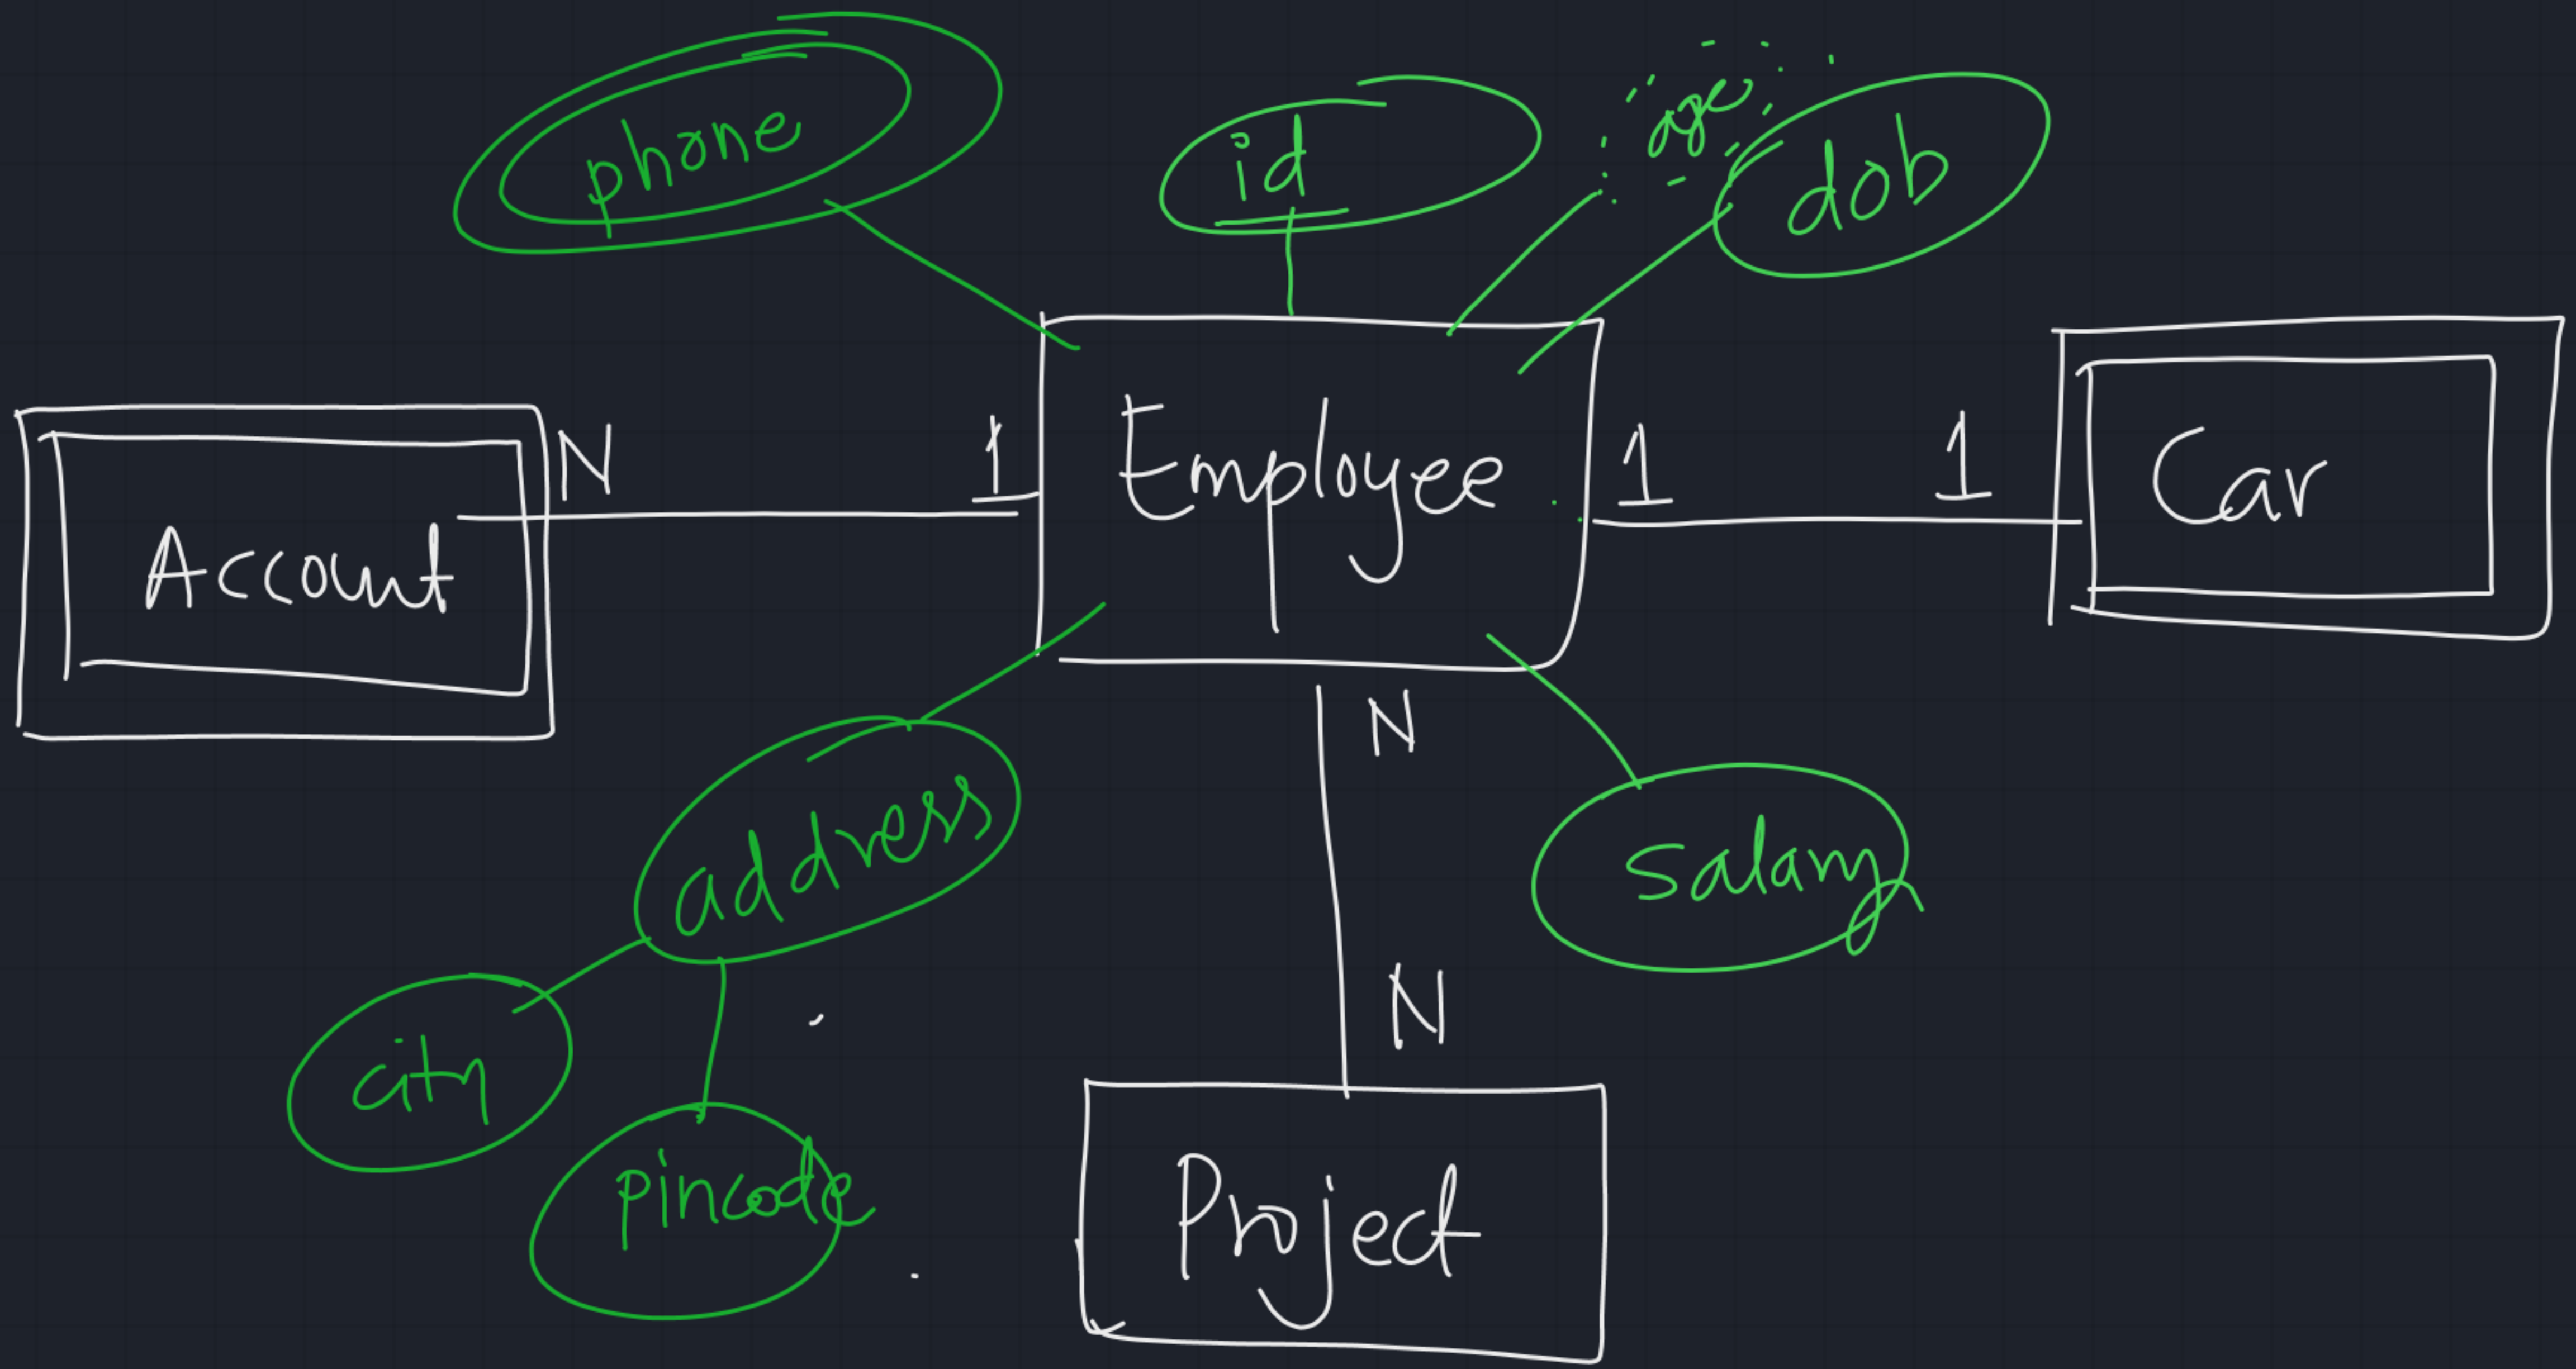 phone
id
age
dob
Account
N
1
Employee
1
1
Car
N
address
salary
city
pincode
N
Project